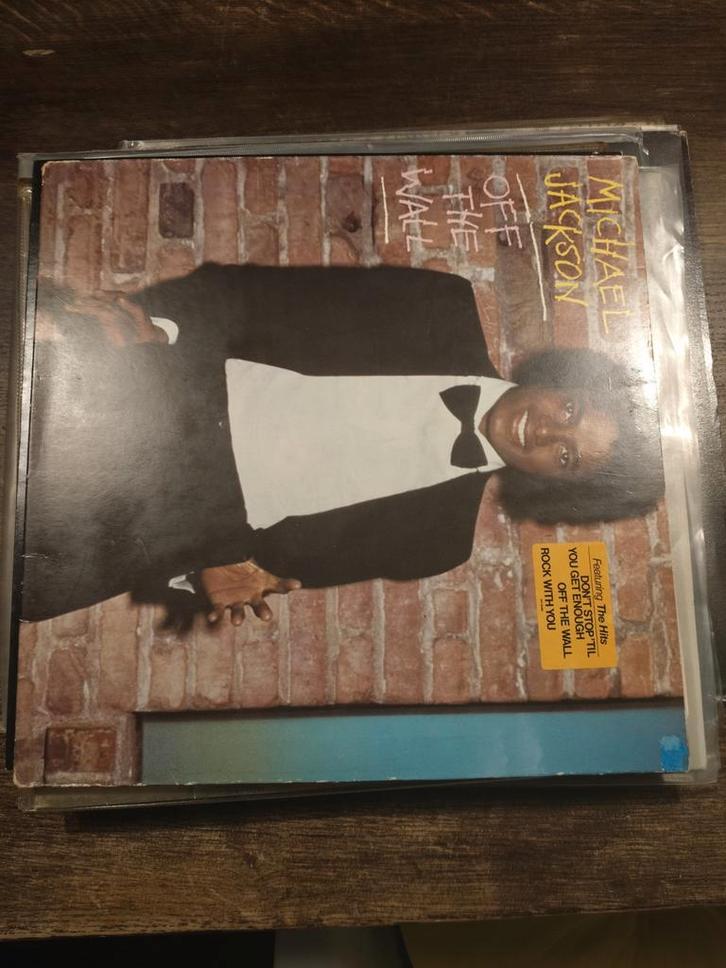 MICHAEL
JACKSON
OFF
THE
WALL
Featuring The Hits
DON'T STOP 'TIL
YOU GET ENOUGH
OFF THE WALL
ROCK WITH YOU